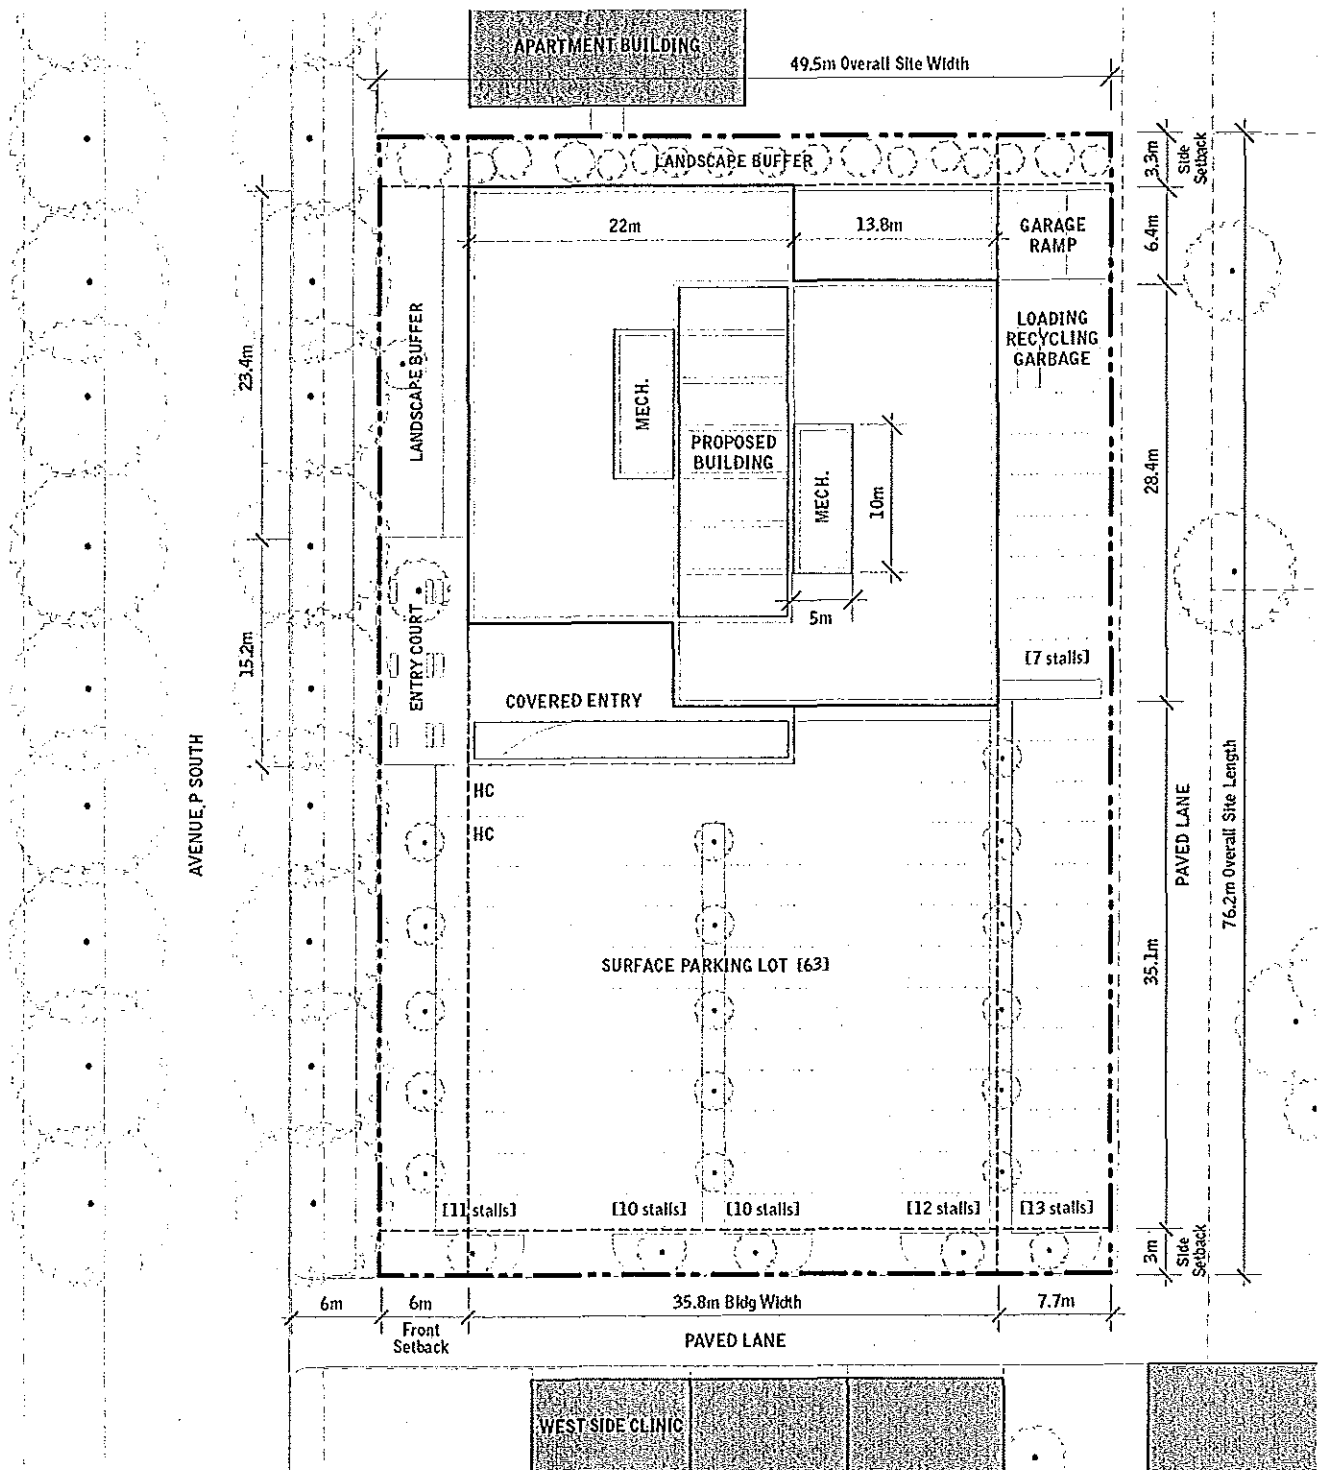 APARTMENT BUILDING
49.5m Overall Site Width
LANDSCAPE BUFFER
3.3m
Side
Setback
22m
13.8m
GARAGE
RAMP
6.4m
23.4m
LANDSCAPE BUFFER
MECH.
PROPOSED
BUILDING
MECH.
10m
5m
LOADING
RECYCLING
GARBAGE
28.4m
15.2m
ENTRY COURT
COVERED ENTRY
[7 stalls]
AVENUE P SOUTH
HC
HC
SURFACE PARKING LOT [63]
PAVED LANE
35.1m
76.2m Overall Site Length
[11 stalls]
[10 stalls]
[10 stalls]
[12 stalls]
[13 stalls]
3m
Side
Setback
6m
6m
35.8m Bldg Width
7.7m
Front
Setback
PAVED LANE
WEST SIDE CLINIC